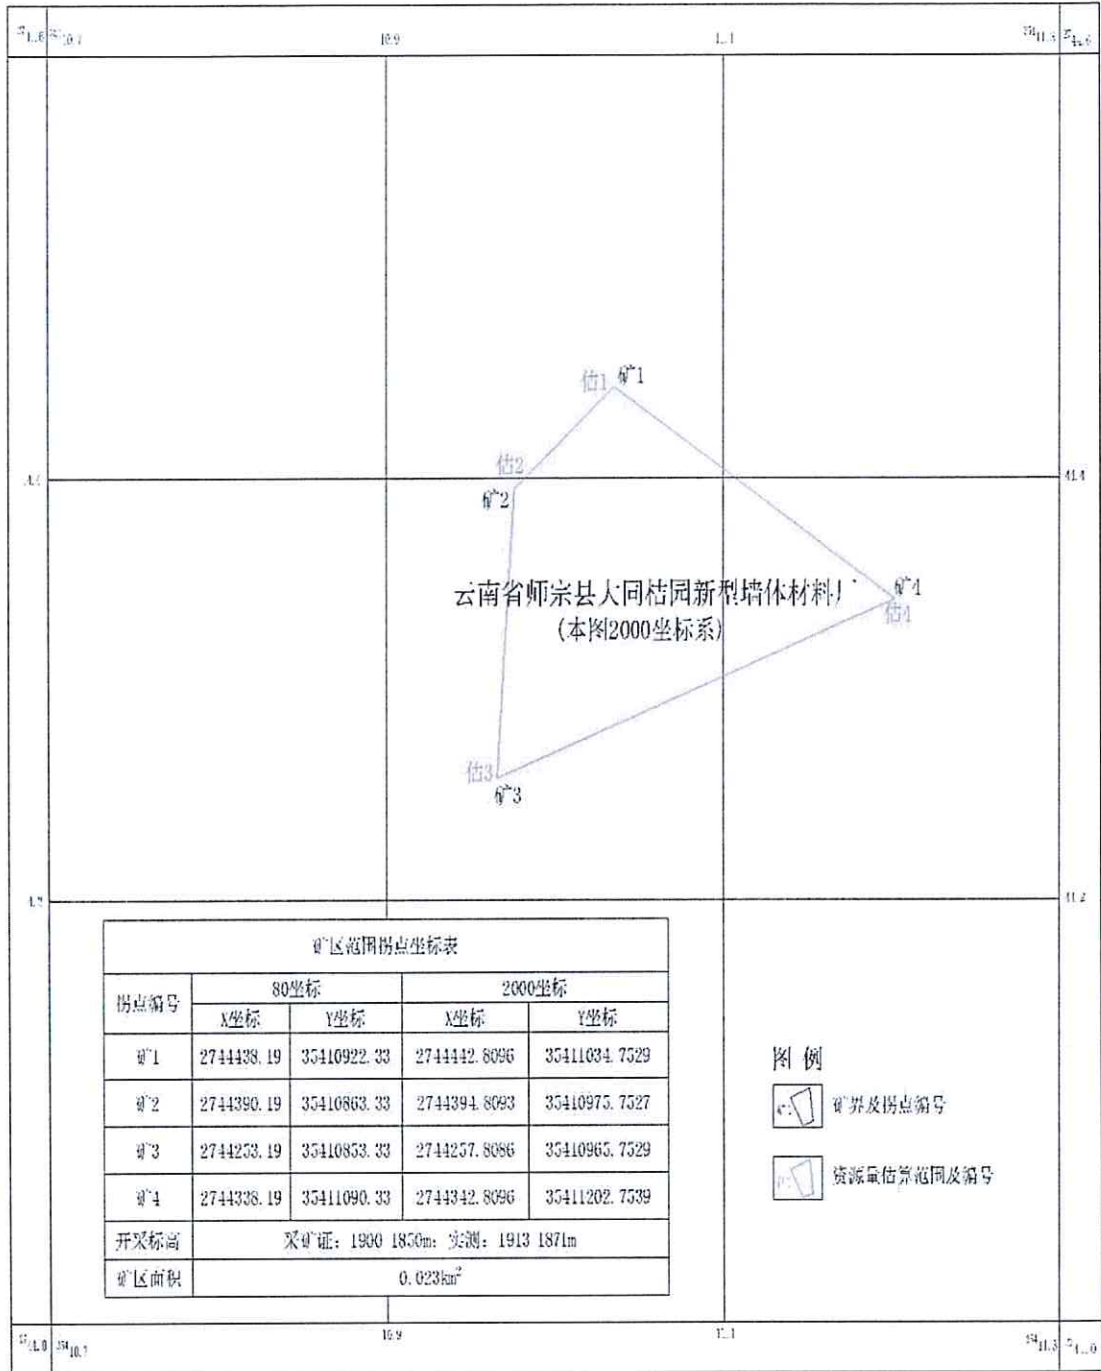 10.9
估1 矿1
估2
矿2
41.4
云南省师宗县大同桔园新型墙体材料厂
(本图2000坐标系)
矿4
估4
估3
矿3
41.2
矿区范围拐点坐标表
拐点编号 80坐标 2000坐标
X坐标 Y坐标 X坐标 Y坐标
矿1 2744438.19 35410922.33 2744442.8096 35411034.7529
矿2 2744390.19 35410863.33 2744394.8093 35410975.7527
矿3 2744253.19 35410853.33 2744257.8086 35410965.7529
矿4 2744338.19 35411090.33 2744342.8096 35411202.7539
开采标高 采矿证: 1900 1850m; 实测: 1913 1871m
矿区面积 0.023km²
图 例
矿界及拐点编号
资源量估算范围及编号
10.9